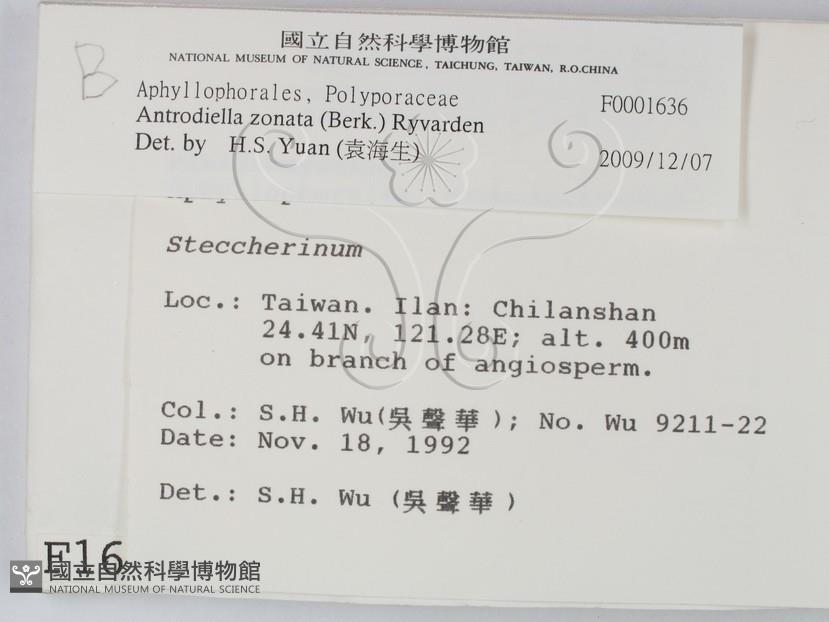 B
國立自然科學博物館
NATIONAL MUSEUM OF NATURAL SCIENCE, TAICHUNG, TAIWAN, R.O.CHINA
Aphyllophorales, Polyporaceae F0001636
Antrodiella zonata (Berk.) Ryvarden
Det. by H.S. Yuan (袁海生) 2009/12/07
Steccherinum
Loc.: Taiwan. Ilan: Chilanshan
24.41N, 121.28E; alt. 400m
on branch of angiosperm.
Col.: S.H. Wu(吳聲華); No. Wu 9211-22
Date: Nov. 18, 1992
Det.: S.H. Wu (吳聲華)
F16
國立自然科學博物館
NATIONAL MUSEUM OF NATURAL SCIENCE